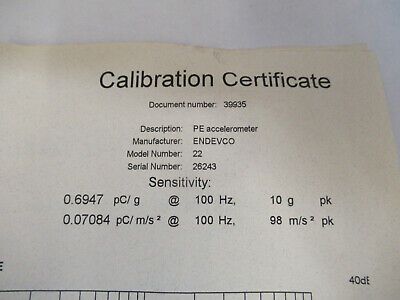 Calibration Certificate
Document number: 39935
Description: PE accelerometer
Manufacturer: ENDEVCO
Model Number: 22
Serial Number: 26243
Sensitivity:
0.6947 pC/g @ 100 Hz, 10 g pk
0.07084 pC/m/s² @ 100 Hz, 98 m/s² pk
E
40dB